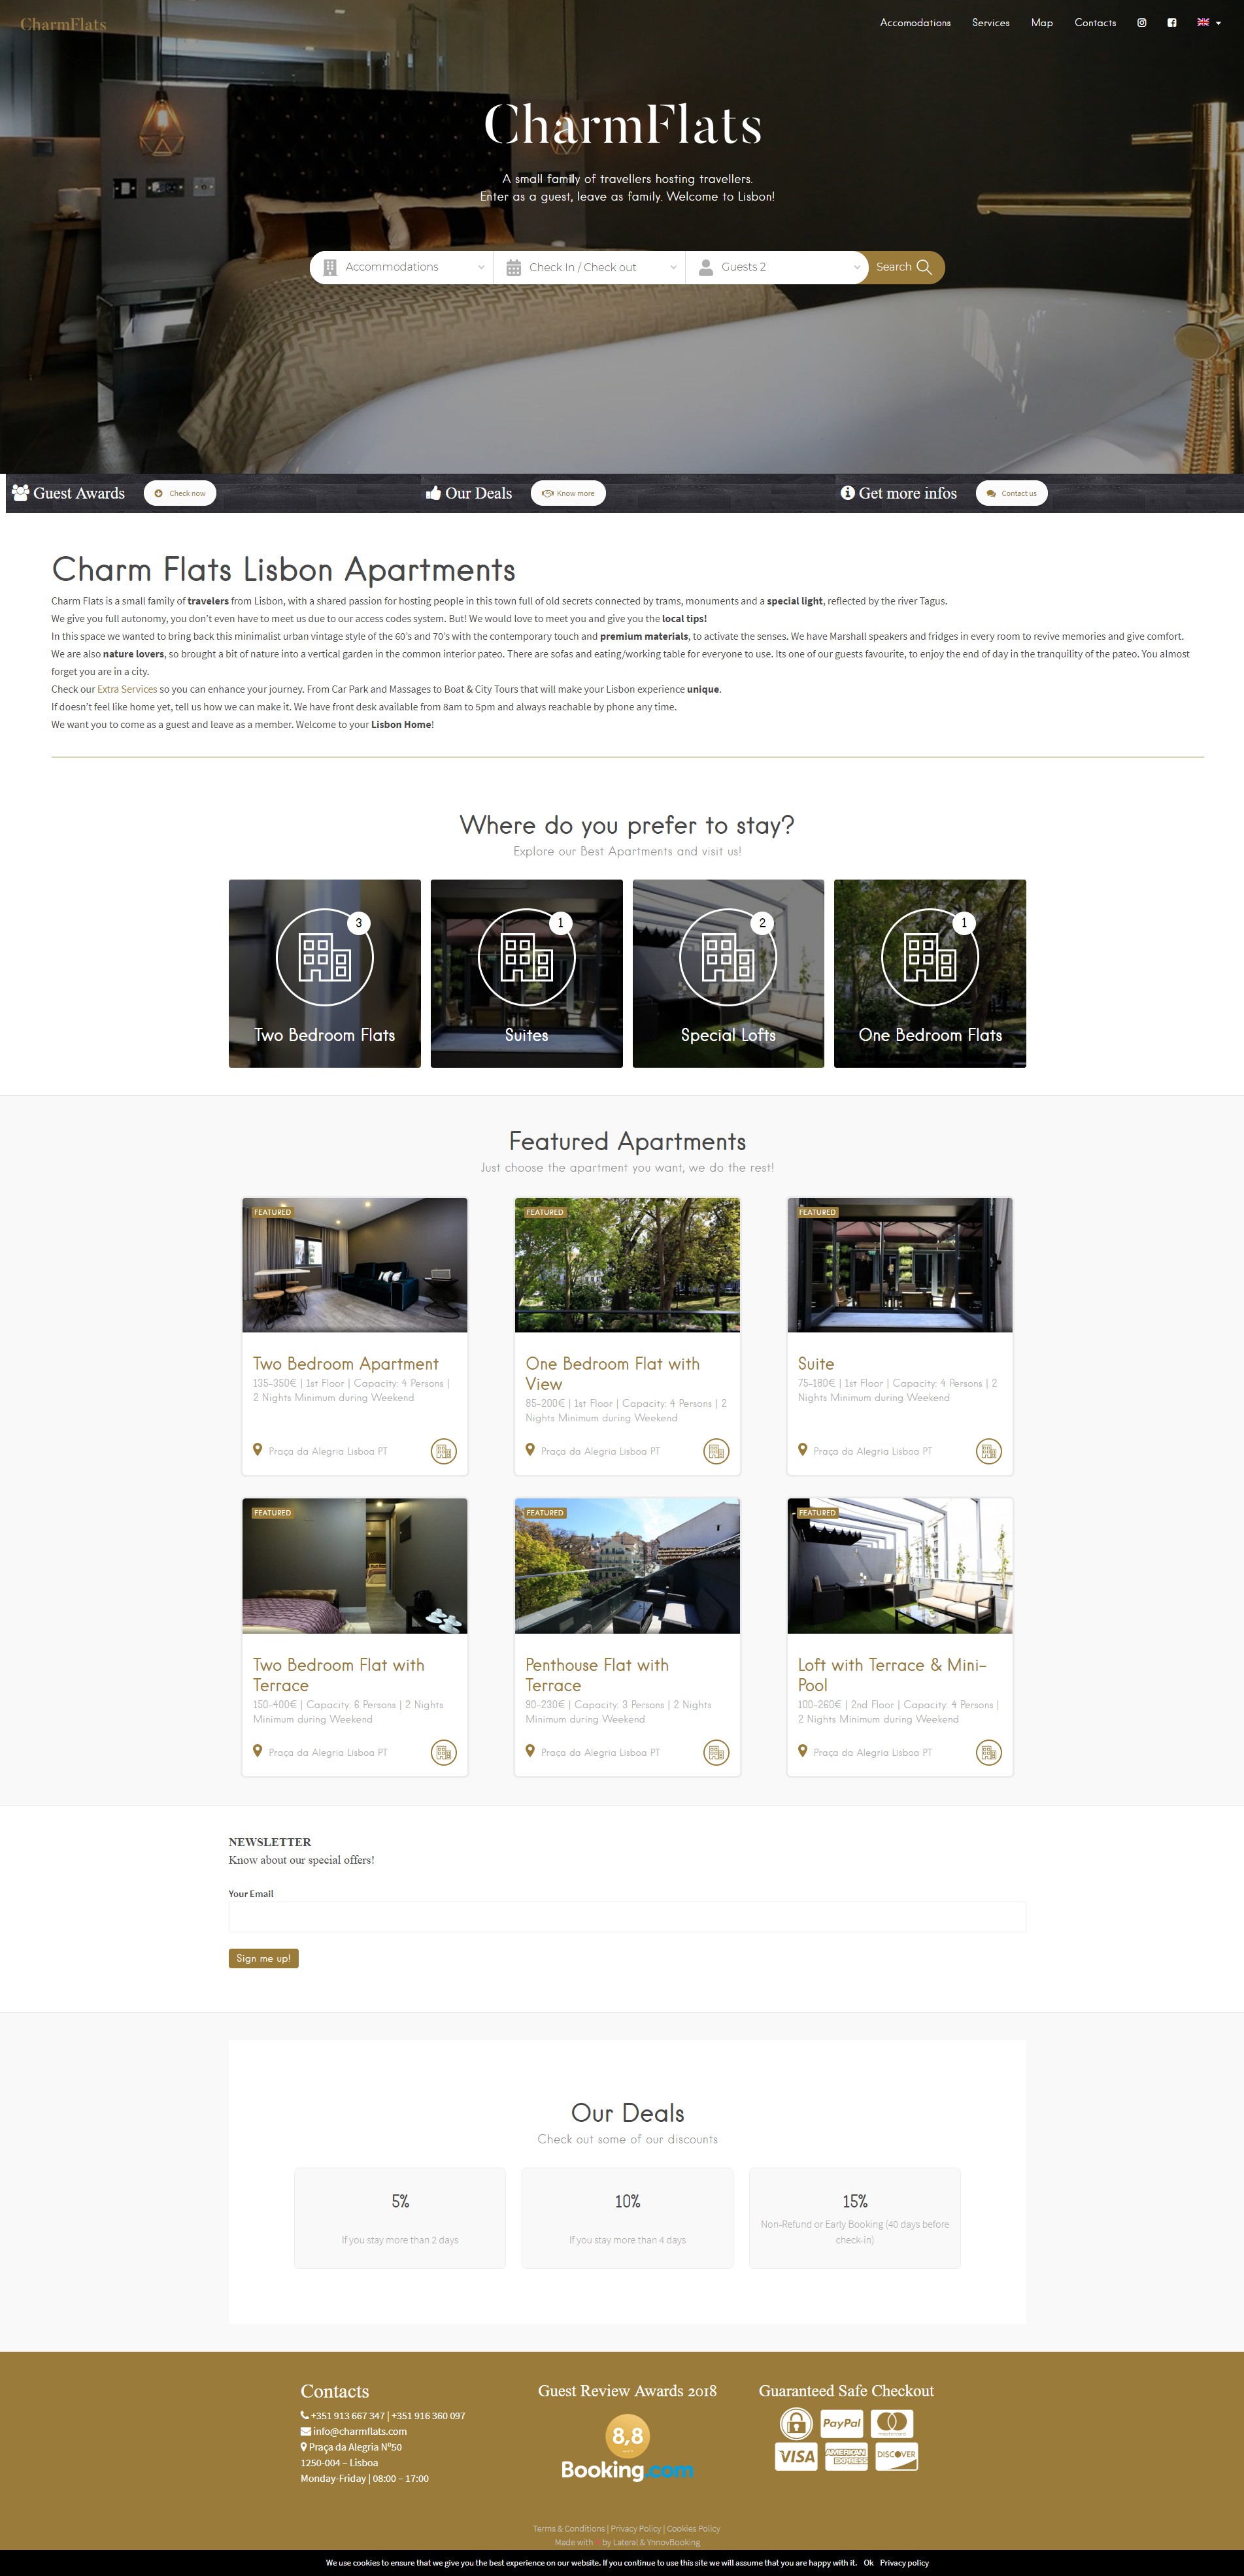 CharmFlats
Accomodations Services Map Contacts
CharmFlats
A small family of travellers hosting travellers.
Enter as a guest, leave as family. Welcome to Lisbon!
Accommodations Check In / Check out Guests 2 Search
Guest Awards Check now Our Deals Know more Get more infos Contact us
Charm Flats Lisbon Apartments
Charm Flats is a small family of travelers from Lisbon, with a shared passion for hosting people in this town full of old secrets connected by trams, monuments and a special light, reflected by the river Tagus.
We give you full autonomy, you don't even have to meet us due to our access codes system. But! We would love to meet you and give you the local tips!
In this space we wanted to bring back this minimalist urban vintage style of the 60's and 70's with the contemporary touch and premium materials, to activate the senses. We have Marshall speakers and fridges in every room to revive memories and give comfort.
We are also nature lovers, so brought a bit of nature into a vertical garden in the common interior pateo. There are sofas and eating/working table for everyone to use. Its one of our guests favourite, to enjoy the end of day in the tranquility of the pateo. You almost
forget you are in a city.
Check our Extra Services so you can enhance your journey. From Car Park and Massages to Boat & City Tours that will make your Lisbon experience unique.
If doesn't feel like home yet, tell us how we can make it. We have front desk available from 8am to 5pm and always reachable by phone any time.
We want you to come as a guest and leave as a member. Welcome to your Lisbon Home!
Where do you prefer to stay?
Explore our Best Apartments and visit us!
3
Two Bedroom Flats
1
Suites
2
Special Lofts
1
One Bedroom Flats
Featured Apartments
Just choose the apartment you want, we do the rest!
FEATURED
Two Bedroom Apartment
135-350€ | 1st Floor | Capacity: 4 Persons |
2 Nights Minimum during Weekend
Praça da Alegria Lisboa PT
FEATURED
One Bedroom Flat with
View
85-200€ | 1st Floor | Capacity: 4 Persons | 2
Nights Minimum during Weekend
Praça da Alegria Lisboa PT
FEATURED
Suite
75-180€ | 1st Floor | Capacity: 4 Persons | 2
Nights Minimum during Weekend
Praça da Alegria Lisboa PT
FEATURED
Two Bedroom Flat with
Terrace
150-400€ | Capacity: 6 Persons | 2 Nights
Minimum during Weekend
Praça da Alegria Lisboa PT
FEATURED
Penthouse Flat with
Terrace
90-230€ | Capacity: 3 Persons | 2 Nights
Minimum during Weekend
Praça da Alegria Lisboa PT
FEATURED
Loft with Terrace & Mini-
Pool
100-260€ | 2nd Floor | Capacity: 4 Persons |
2 Nights Minimum during Weekend
Praça da Alegria Lisboa PT
NEWSLETTER
Know about our special offers!
Your Email
Sign me up!
Our Deals
Check out some of our discounts
5%
If you stay more than 2 days
10%
If you stay more than 4 days
15%
Non-Refund or Early Booking (40 days before
check-in)
Contacts
+351 913 667 347 | +351 916 360 097
info@charmflats.com
Praça da Alegria Nº50
1250-004 – Lisboa
Monday-Friday | 08:00 – 17:00
Guest Review Awards 2018
8,8
Booking.com
Guaranteed Safe Checkout
PayPal
mastercard
VISA
AMERICAN EXPRESS
DISCOVER
Terms & Conditions | Privacy Policy | Cookies Policy
Made with by Lateral & YnnovBooking
We use cookies to ensure that we give you the best experience on our website. If you continue to use this site we will assume that you are happy with it. Ok Privacy policy